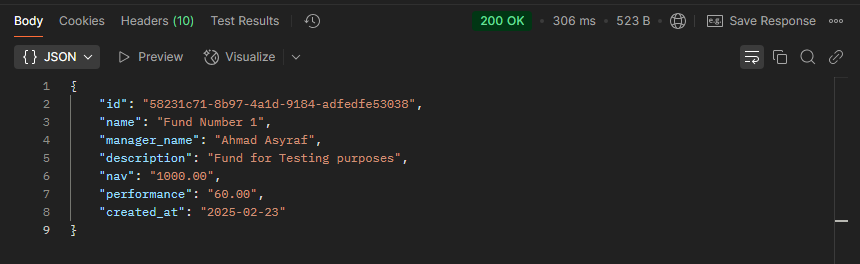 Body Cookies Headers (10) Test Results 200 OK • 306 ms • 523 B • e.g. Save Response
{ } JSON Preview Visualize
1 {
2 "id": "58231c71-8b97-4a1d-9184-adfedfe53038",
3 "name": "Fund Number 1",
4 "manager_name": "Ahmad Asyraf",
5 "description": "Fund for Testing purposes",
6 "nav": "1000.00",
7 "performance": "60.00",
8 "created_at": "2025-02-23"
9 }